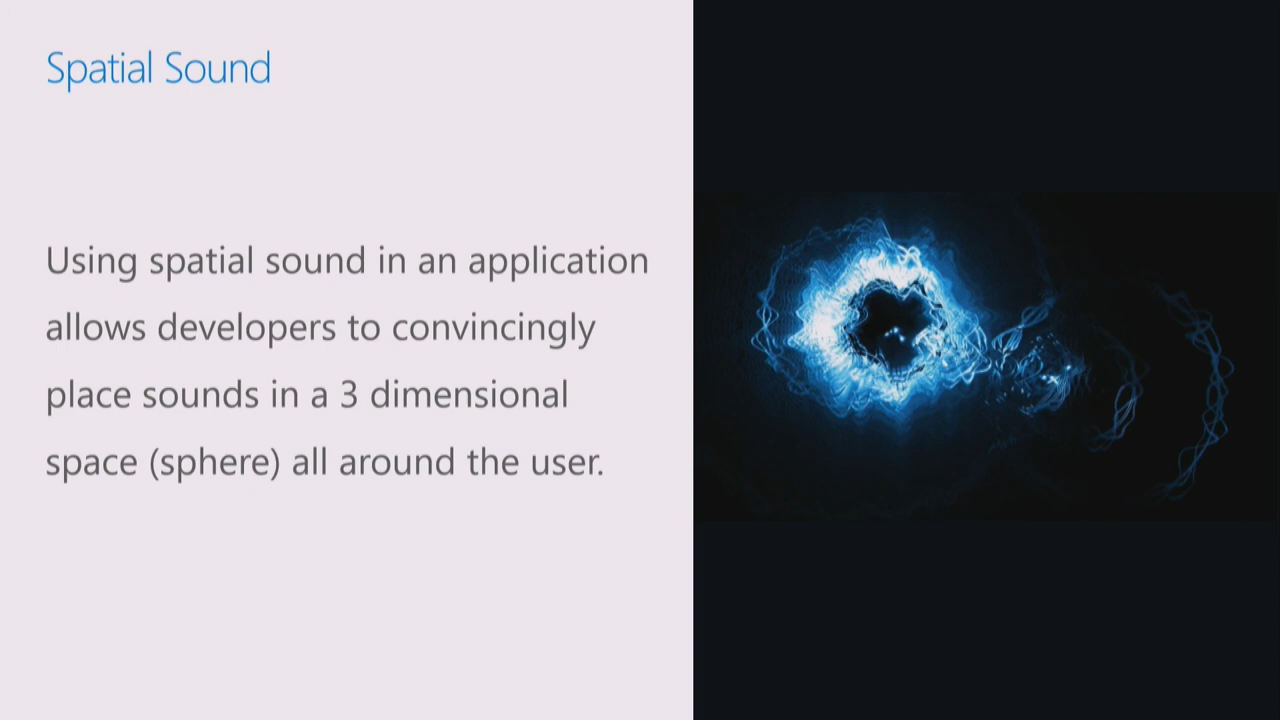 Spatial Sound
Using spatial sound in an application
allows developers to convincingly
place sounds in a 3 dimensional
space (sphere) all around the user.